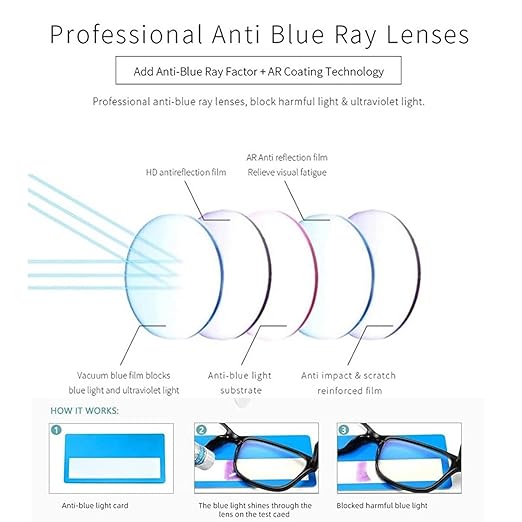 Professional Anti Blue Ray Lenses
Add Anti-Blue Ray Factor + AR Coating Technology
Professional anti-blue ray lenses, block harmful light & ultraviolet light.
AR Anti reflection film
Relieve visual fatigue
HD antireflection film
Vacuum blue film blocks
blue light and ultraviolet light
Anti-blue light
substrate
Anti impact & scratch
reinforced film
HOW IT WORKS:
1
2
3
Anti-blue light card
The blue light shines through the
lens on the test caed
Blocked harmful blue light